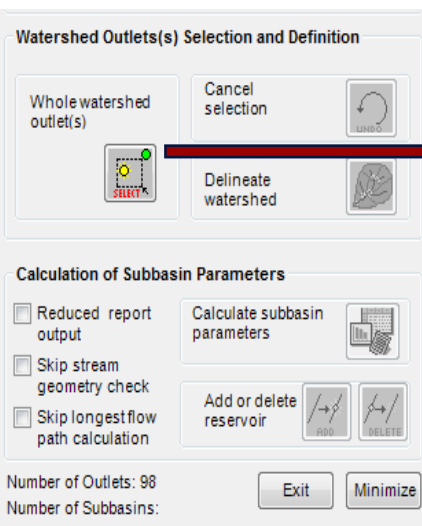 Watershed Outlets(s) Selection and Definition
Whole watershed
outlet(s)
SELECT
Cancel
selection
UNDO
Delineate
watershed
Calculation of Subbasin Parameters
Reduced report
output
Skip stream
geometry check
Skip longest flow
path calculation
Calculate subbasin
parameters
Add or delete
reservoir
ADD
DELETE
Number of Outlets: 98
Number of Subbasins:
Exit
Minimize